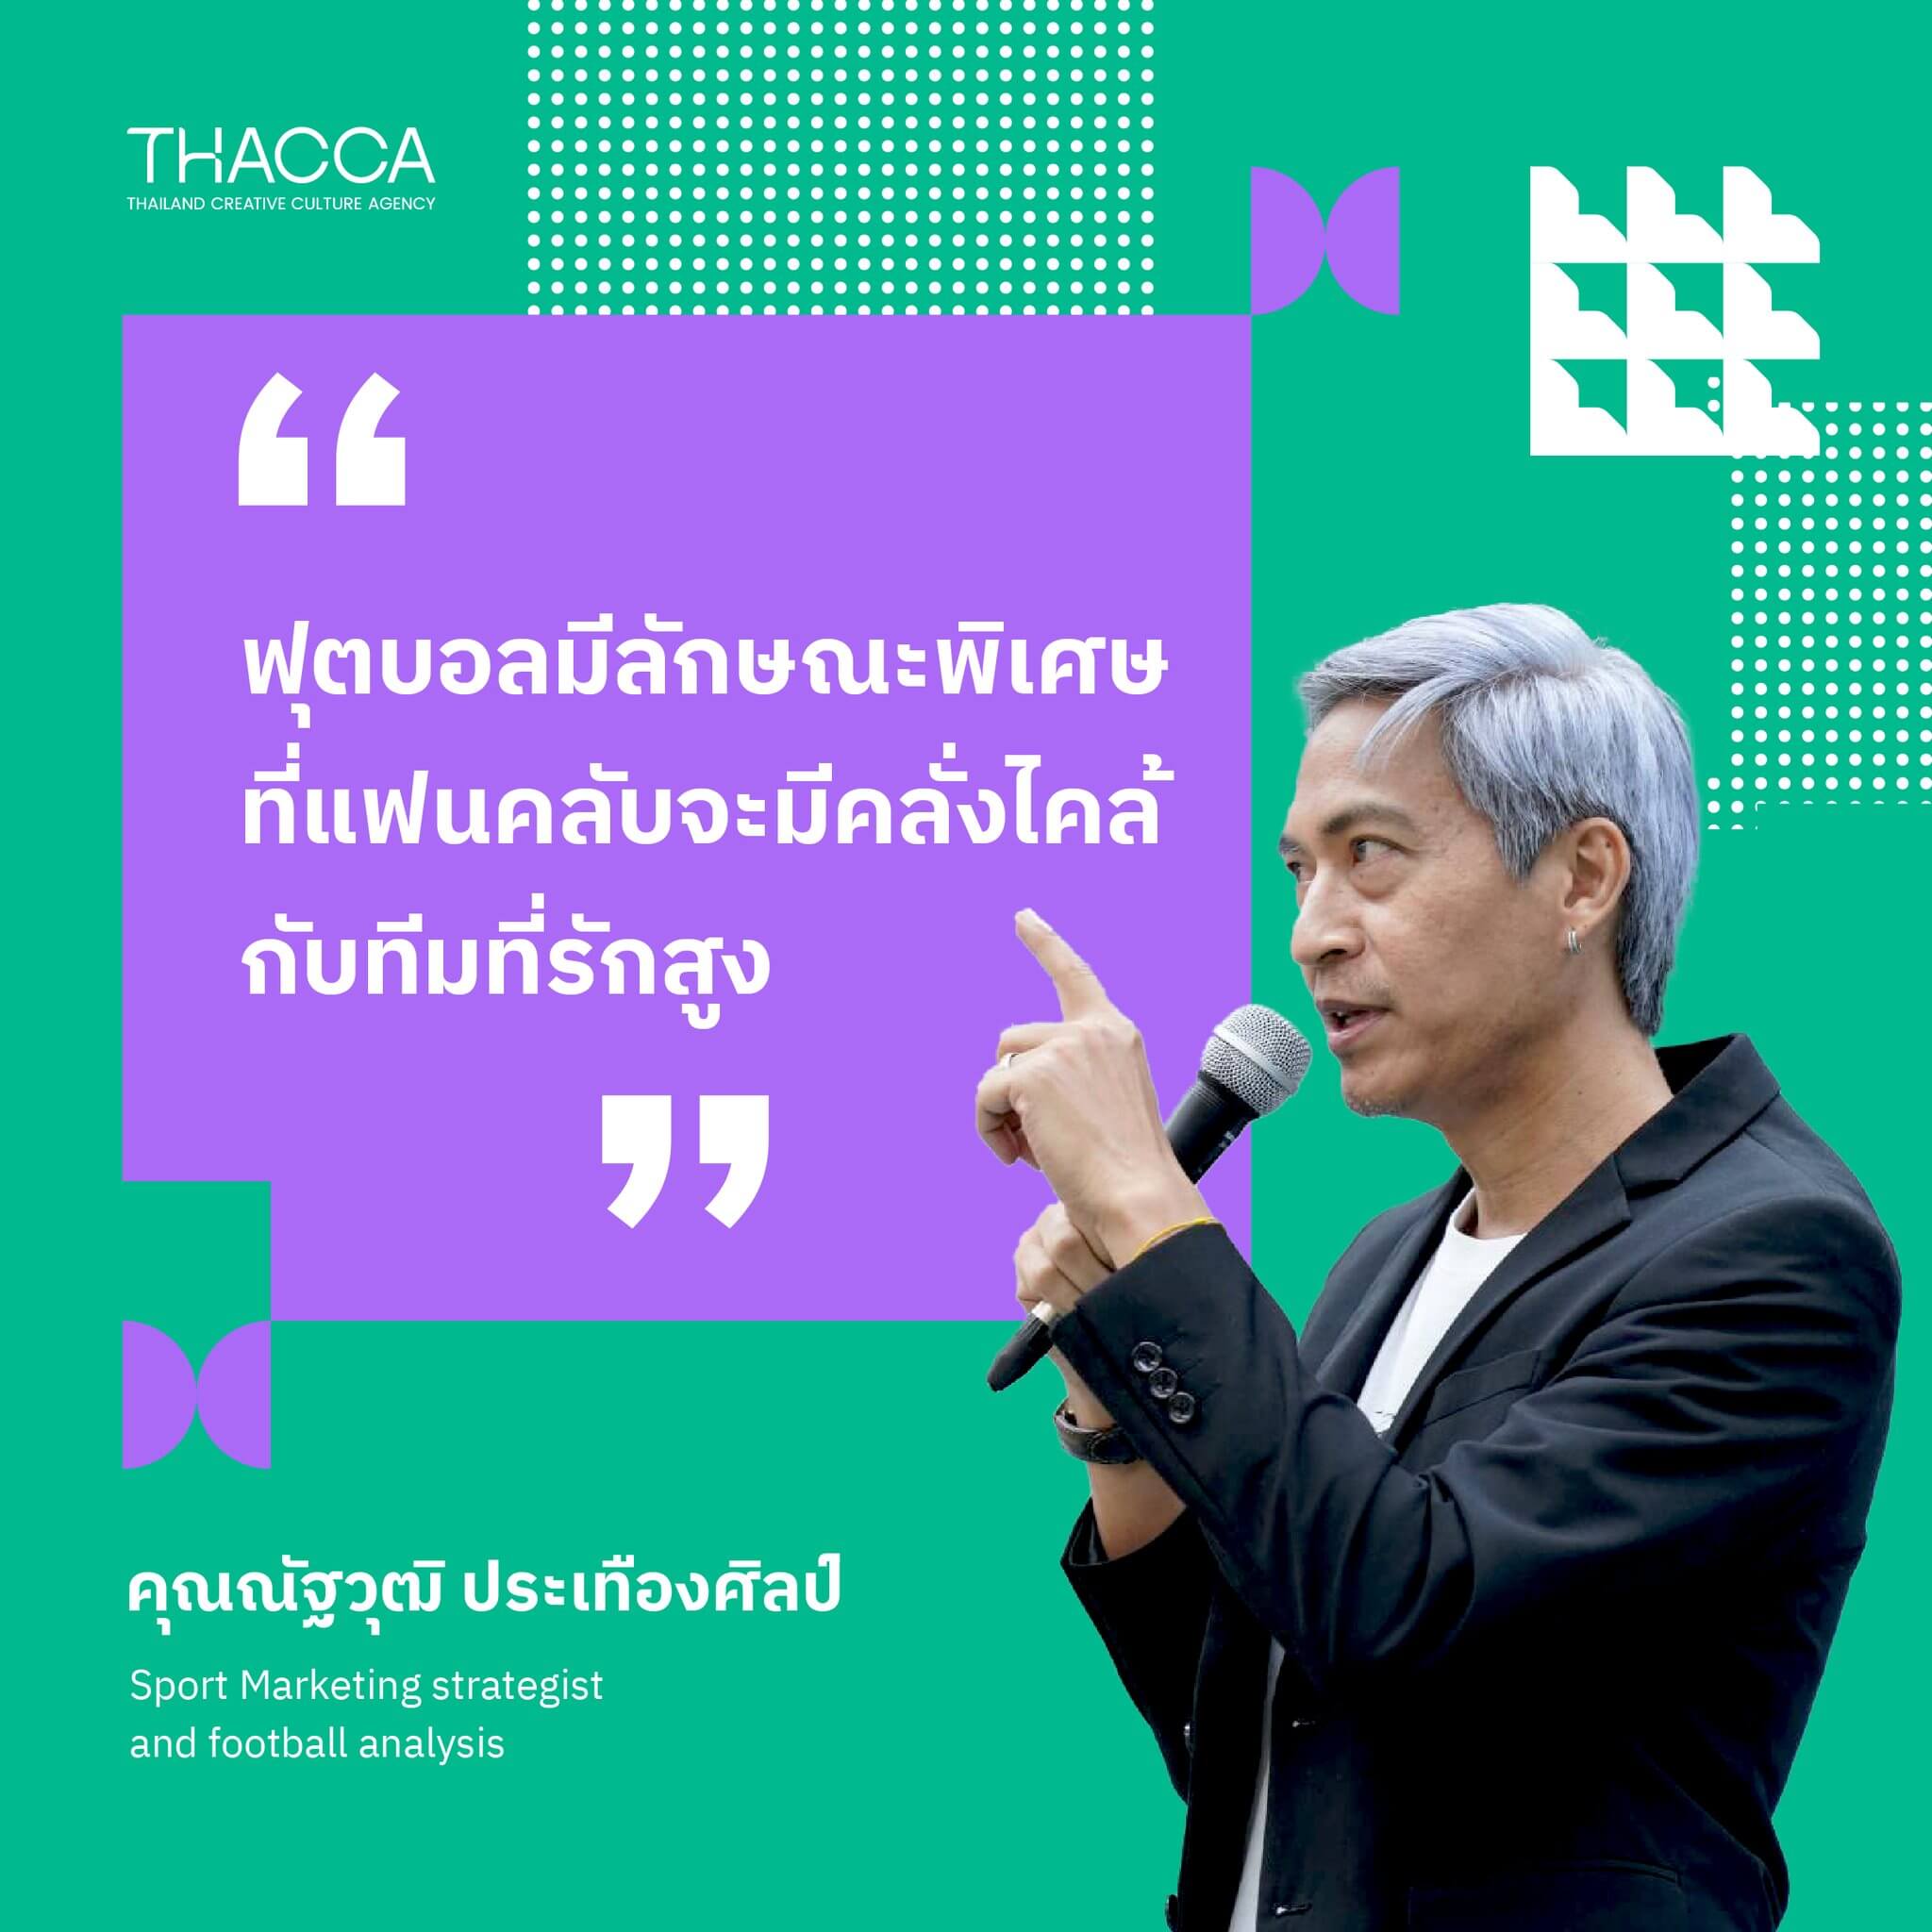 THACCA
THAILAND CREATIVE CULTURE AGENCY
“
ฟุตบอลมีลักษณะพิเศษ
ที่แฟนคลับจะมีคลั่งไคล้
กับทีมที่รักสูง
”
คุณณัฐวุฒิ ประเทืองศิลป์
Sport Marketing strategist
and football analysis